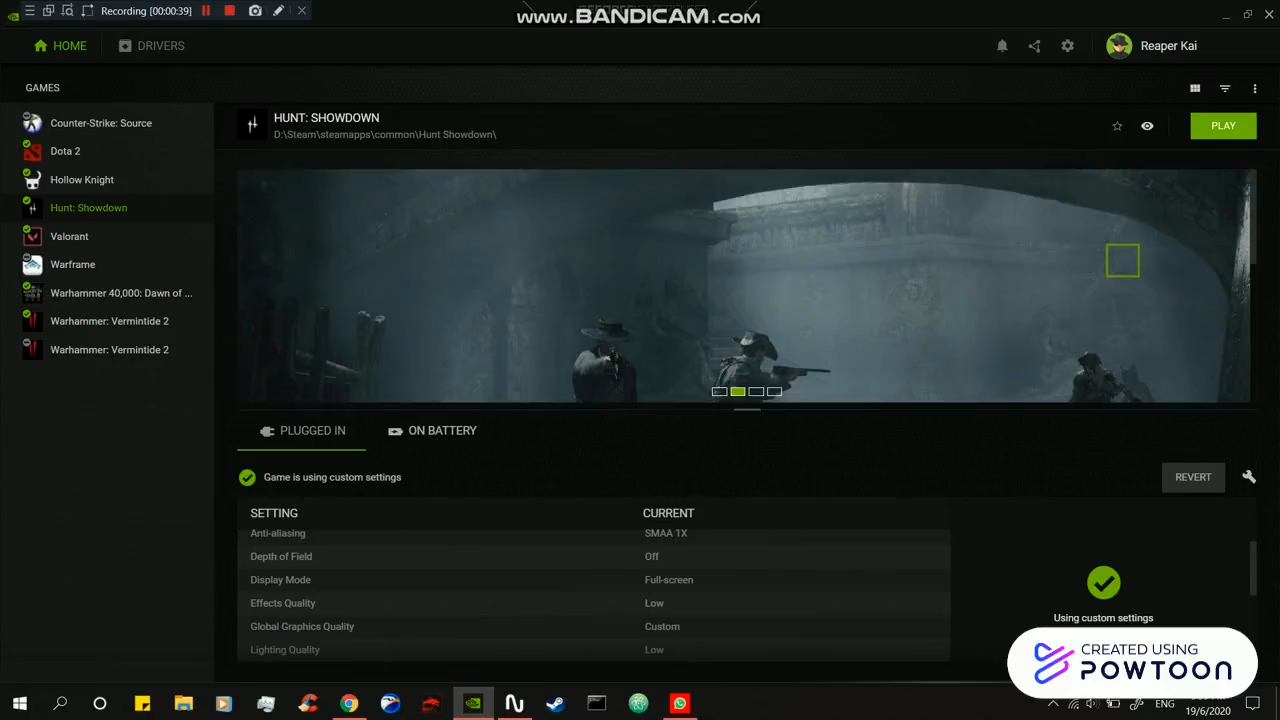 Recording [00:00:39]
www.BANDICAM.com
HOME
DRIVERS
Reaper Kai
GAMES
Counter-Strike: Source
Dota 2
Hollow Knight
Hunt: Showdown
Valorant
Warframe
Warhammer 40,000: Dawn of ...
Warhammer: Vermintide 2
Warhammer: Vermintide 2
HUNT: SHOWDOWN
D:\Steam\steamapps\common\Hunt Showdown\
PLAY
PLUGGED IN
ON BATTERY
Game is using custom settings
REVERT
SETTING CURRENT
Anti-aliasing SMAA 1X
Depth of Field Off
Display Mode Full-screen
Effects Quality Low
Global Graphics Quality Custom
Lighting Quality Low
Using custom settings
CREATED USING
POWTOON
ENG
19/6/2020